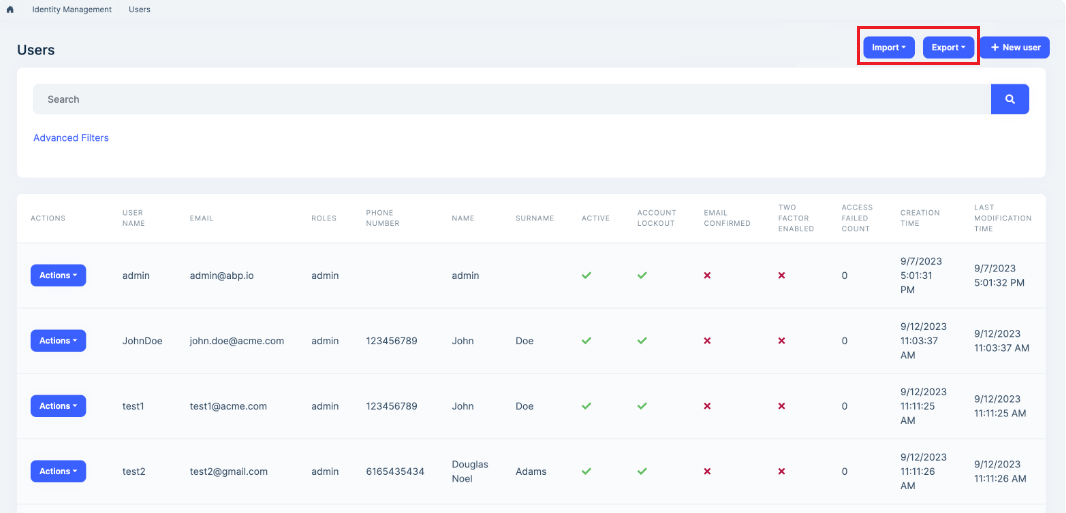 Identity Management Users
Users
Import Export + New user
Search
Advanced Filters
ACTIONS USER NAME EMAIL ROLES PHONE NUMBER NAME SURNAME ACTIVE ACCOUNT LOCKOUT EMAIL CONFIRMED TWO FACTOR ENABLED ACCESS FAILED COUNT CREATION TIME LAST MODIFICATION TIME
Actions admin admin@abp.io admin admin 0 9/7/2023 5:01:31 PM 9/7/2023 5:01:32 PM
Actions JohnDoe john.doe@acme.com admin 123456789 John Doe 0 9/12/2023 11:03:37 AM 9/12/2023 11:03:37 AM
Actions test1 test1@acme.com admin 123456789 John Doe 0 9/12/2023 11:11:25 AM 9/12/2023 11:11:25 AM
Actions test2 test2@gmail.com admin 6165435434 Douglas Noel Adams 0 9/12/2023 11:11:26 AM 9/12/2023 11:11:26 AM